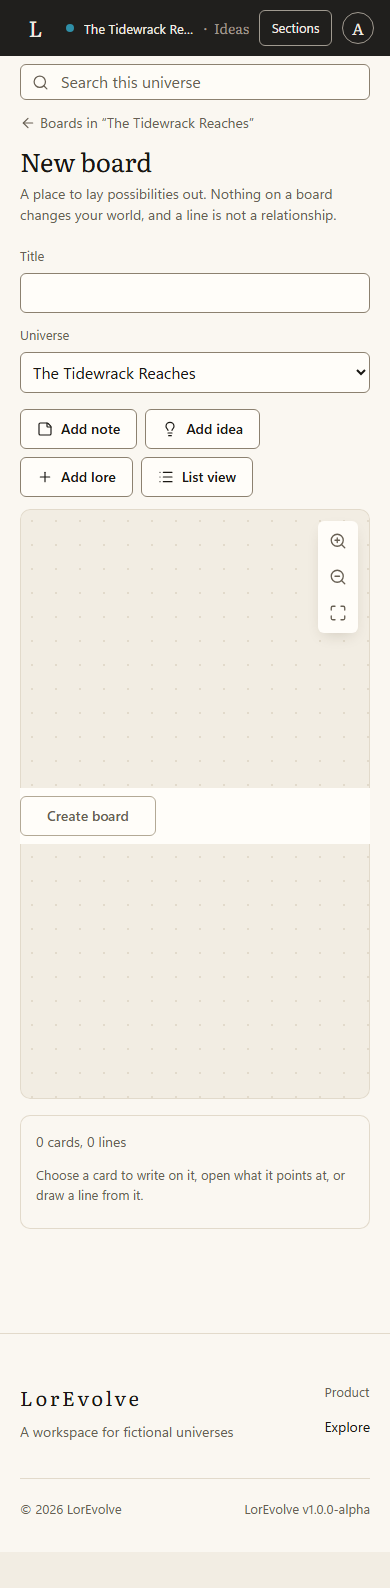 L
The Tidewrack Re... · Ideas
Sections
A
Search this universe
← Boards in “The Tidewrack Reaches”
New board
A place to lay possibilities out. Nothing on a board
changes your world, and a line is not a relationship.
Title
Universe
The Tidewrack Reaches
Add note
Add idea
Add lore
List view
Create board
0 cards, 0 lines
Choose a card to write on it, open what it points at, or
draw a line from it.
LorEvolve
Product
A workspace for fictional universes
Explore
© 2026 LorEvolve
LorEvolve v1.0.0-alpha